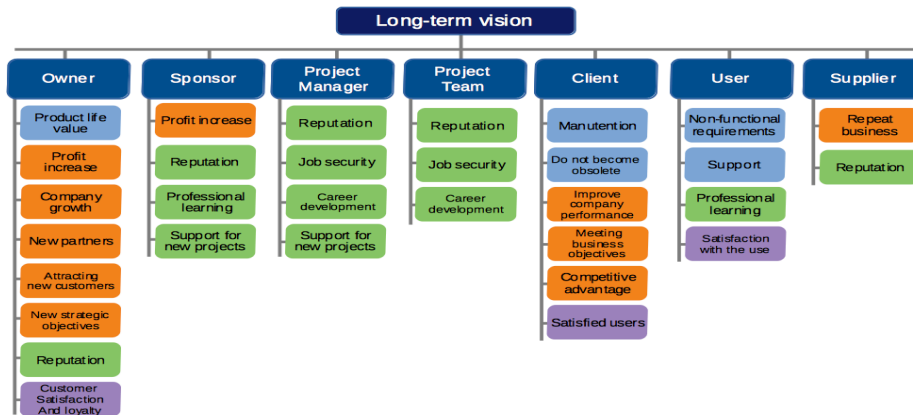 Long-term vision
Owner
Product life
value
Profit
increase
Company
growth
New partners
Attracting
new customers
New strategic
objectives
Reputation
Customer
Satisfaction
And loyalty
Sponsor
Profit increase
Reputation
Professional
learning
Support for
new projects
Project
Manager
Reputation
Job security
Career
development
Support for
new projects
Project
Team
Reputation
Job security
Career
development
Client
Manutention
Do not become
obsolete
Improve
company
performance
Meeting
business
objectives
Competitive
advantage
Satisfied users
User
Non-functional
requirements
Support
Professional
learning
Satisfaction
with the use
Supplier
Repeat
business
Reputation